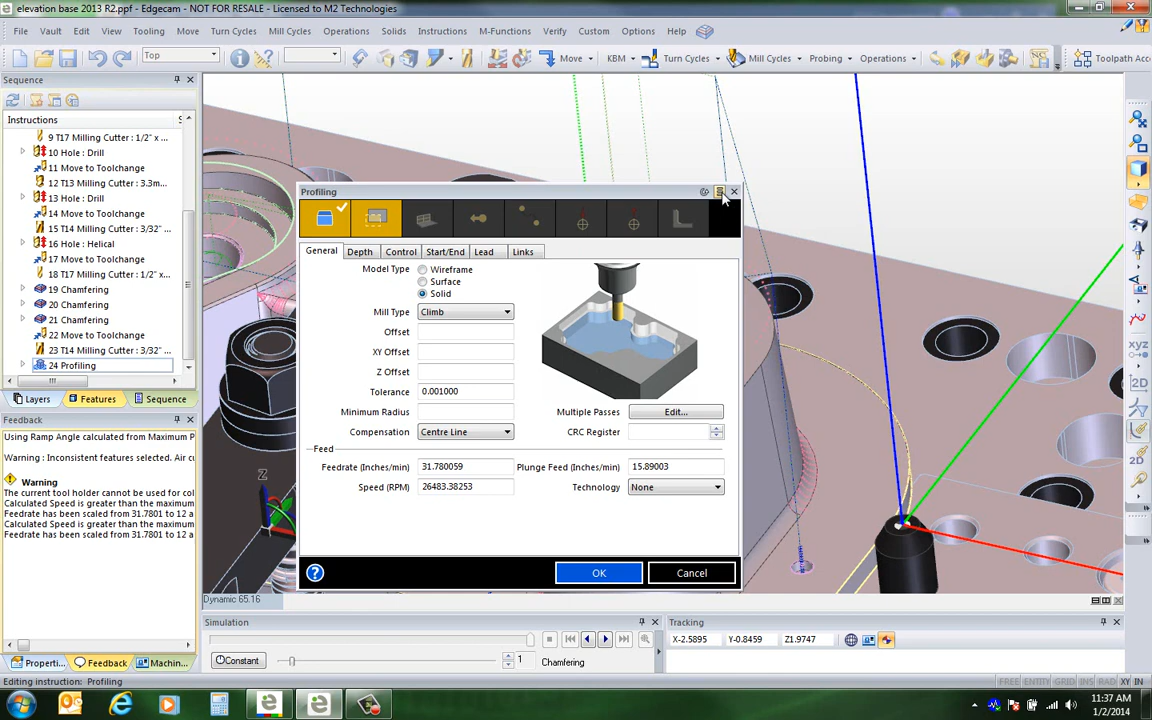 elevation base 2013 R2.ppf - Edgecam - NOT FOR RESALE - Licensed to M2 Technologies
File Vault Edit View Tooling Move Turn Cycles Mill Cycles Operations Solids Instructions M-Functions Verify Custom Options Help
Top Move KBM Turn Cycles Mill Cycles Probing Operations Toolpath Acc
Sequence
Instructions S
9 T17 Milling Cutter : 1/2" x ...
10 Hole : Drill
11 Move to Toolchange
12 T13 Milling Cutter : 3.3m...
13 Hole : Drill
14 Move to Toolchange
15 T14 Milling Cutter : 3/32" ...
16 Hole : Helical
17 Move to Toolchange
18 T17 Milling Cutter : 1/2" x ...
19 Chamfering
20 Chamfering
21 Chamfering
22 Move to Toolchange
23 T14 Milling Cutter : 3/32" ...
24 Profiling
Layers Features Sequence
Feedback
Using Ramp Angle calculated from Maximum P
Warning : Inconsistent features selected. Air c
Warning
The current tool holder cannot be used for col
Calculated Speed is greater than the maximum
Feedrate has been scaled from 31.7801 to 12 a
Calculated Speed is greater than the maximum
Feedrate has been scaled from 31.7801 to 12 a
Properti... Feedback Machin...
Editing instruction: Profiling
Profiling
General Depth Control Start/End Lead Links
Model Type Wireframe
Surface
Solid
Mill Type Climb
Offset
XY Offset
Z Offset
Tolerance 0.001000
Minimum Radius Multiple Passes Edit...
Compensation Centre Line CRC Register
Feed
Feedrate (Inches/min) 31.780059 Plunge Feed (Inches/min) 15.89003
Speed (RPM) 26483.38253 Technology None
OK Cancel
Z
Dynamic 65.16
Simulation
Constant 1 Chamfering
Tracking
X-2.5895 Y-0.8459 Z1.9747
xyz
2D
2D
FREE ENTITY GRID INS RAD XY IN
11:37 AM
1/2/2014